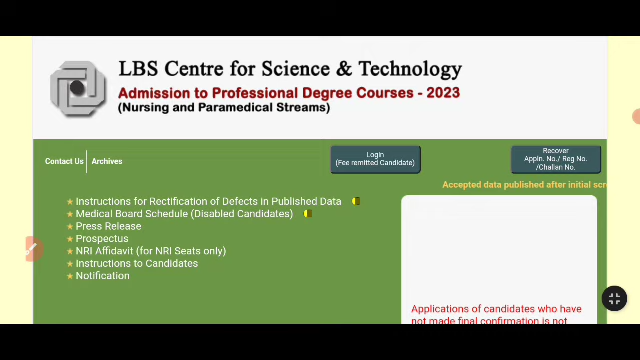 LBS Centre for Science & Technology
Admission to Professional Degree Courses - 2023
(Nursing and Paramedical Streams)
Contact Us
Archives
Login
(Fee remitted Candidate)
Recover
Appln. No./ Reg No.
/Challan No.
Accepted data published after initial scr
Instructions for Rectification of Defects in Published Data
Medical Board Schedule (Disabled Candidates)
Press Release
Prospectus
NRI Affidavit (for NRI Seats only)
Instructions to Candidates
Notification
Applications of candidates who have
not made final confirmation is not